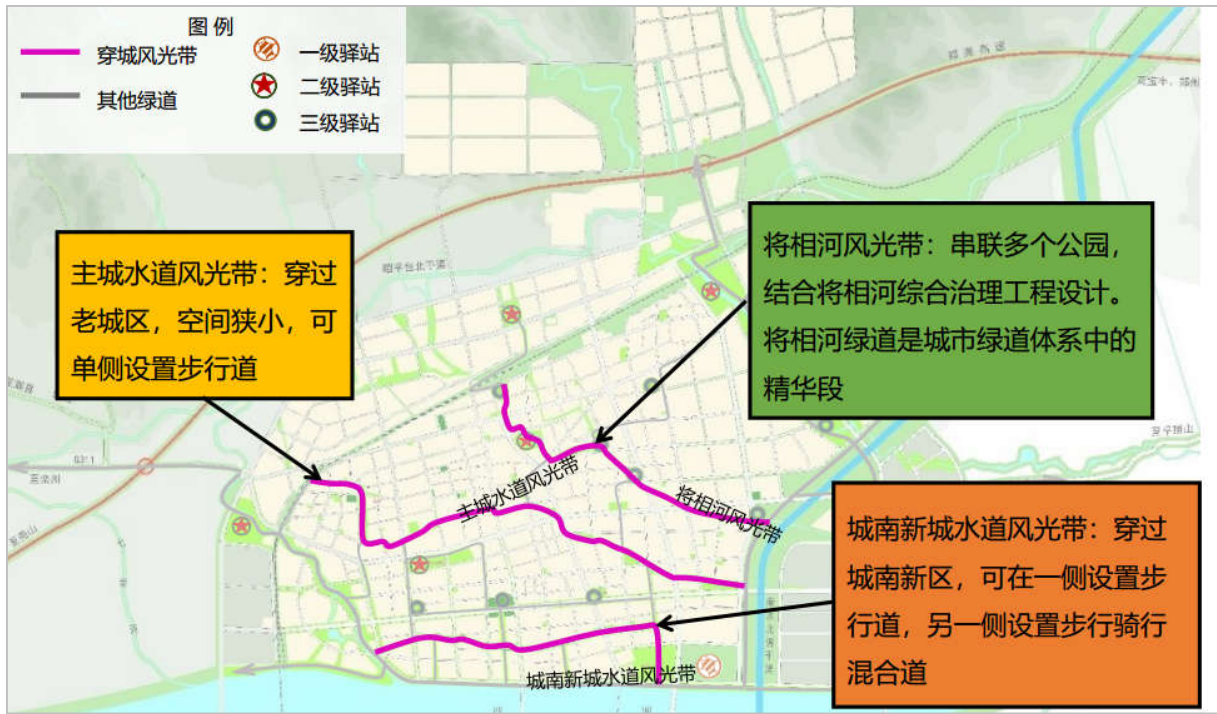 图 例
穿城风光带
一级驿站
二级驿站
其他绿道
三级驿站
主城水道风光带：穿过
老城区，空间狭小，可
单侧设置步行道
将相河风光带：串联多个公园，
结合将相河综合治理工程设计。
将相河绿道是城市绿道体系中的
精华段
主城水道风光带
将相河风光带
城南新城水道风光带：穿过
城南新区，可在一侧设置步
行道，另一侧设置步行骑行
混合道
城南新城水道风光带
G311